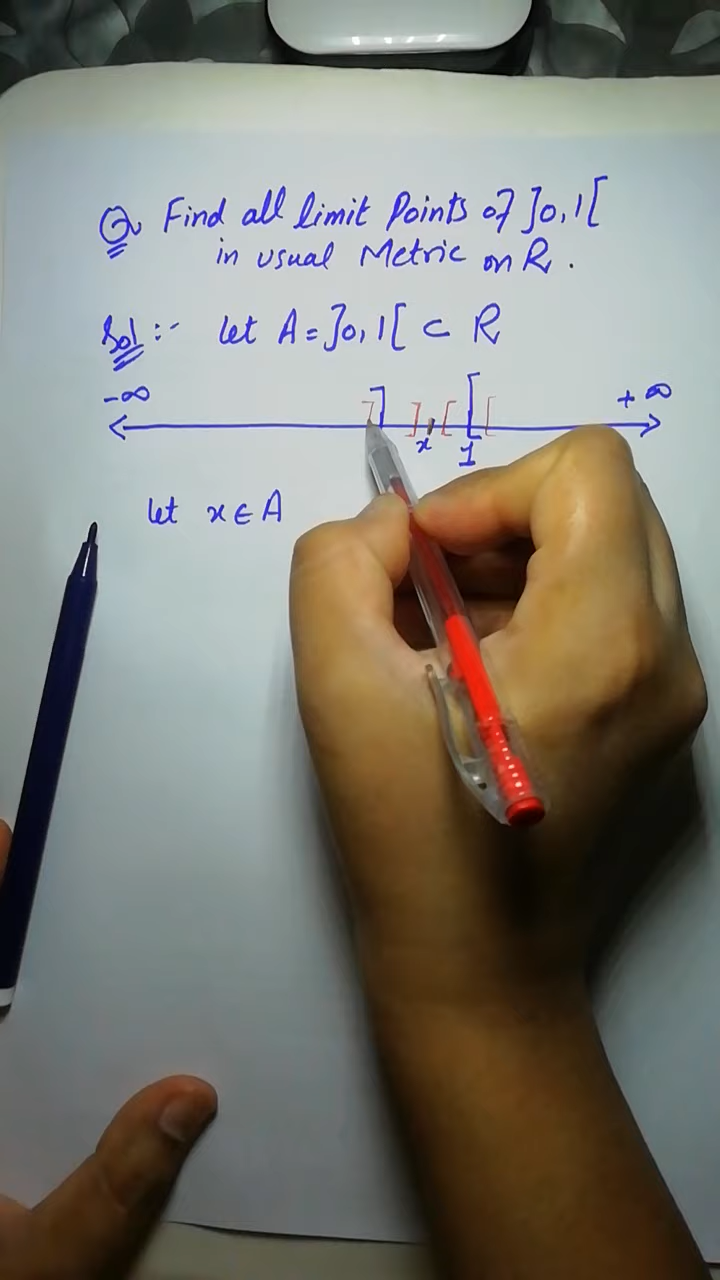 Q Find all limit Points of ]0,1[
in usual Metric on R.
Sol :- let A = ]0,1[ ⊂ R
-∞ ] ] x [ [ 1 [ +∞
let x ∈ A